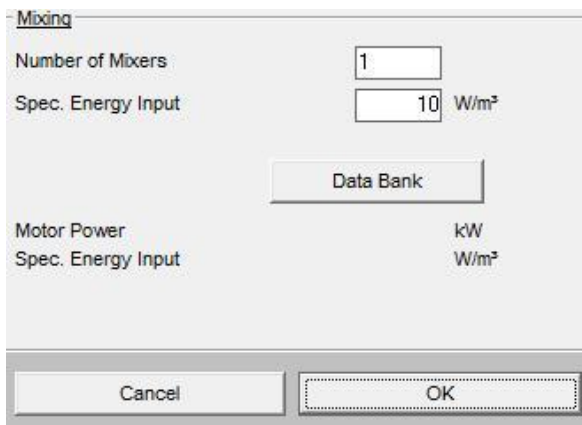 Mixing
Number of Mixers 1
Spec. Energy Input 10 W/m³
Data Bank
Motor Power kW
Spec. Energy Input W/m³
Cancel OK